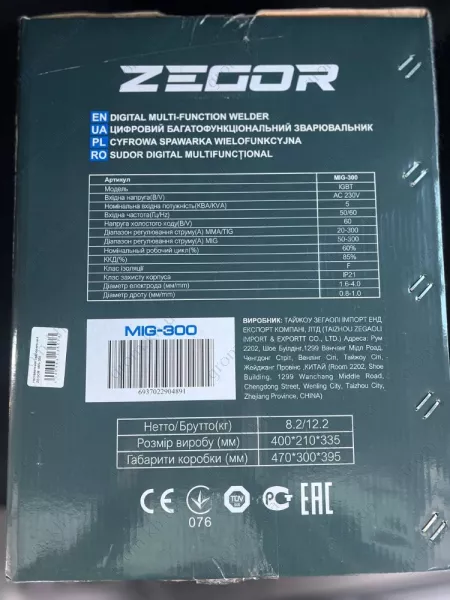 ZEGOR
EN DIGITAL MULTI-FUNCTION WELDER
UA ЦИФРОВИЙ БАГАТОФУНКЦІОНАЛЬНИЙ ЗВАРЮВАЛЬНИК
PL CYFROWA SPAWARKA WIELOFUNKCYJNA
RO SUDOR DIGITAL MULTIFUNCȚIONAL
Артикул MIG-300
Модель IGBT
Вхідна напруга(В/V) AC 230V
Номінальна вхідна потужність(КВА/KVA) 5
Вхідна частота(Гц/Hz) 50/60
Напруга холостого ходу(В/V) 60
Діапазон регулювання струму(А) MMA/TIG 20-300
Діапазон регулювання струму(А) MIG 50-300
Номінальний робочий цикл(%) 60%
ККД(%) 85%
Клас ізоляції F
Клас захисту корпуса IP21
Діаметр електрода (мм/mm) 1.6-4.0
Діаметр дроту (мм/mm) 0.8-1.0
MIG-300
6937022904891
ВИРОБНИК: ТАЙЖОУ ЗЕГАОЛІ ІМПОРТ ЕНД
ЕКСПОРТ КОМПАНІ, ЛТД (TAIZHOU ZEGAOLI
IMPORT & EXPORTT CO., LTD) Адреса: Рум
2202, Шое Білдінг,1299 Вінчанг Мідл Роад,
Ченгдонг Стріт, Венлінг Сіті, Тайжоу Сіті,
Жейджанг Провінс ,КИТАЙ (Room 2202, Shoe
Building, 1299 Wanchang Middle Road,
Chengdong Street, Wenling City, Taizhou City,
Zhejiang Province, CHINA)
Нетто/Брутто(кг) 8.2/12.2
Розмір виробу (мм) 400*210*335
Габарити коробки (мм) 470*300*395
CE
076
TÜV
EAC